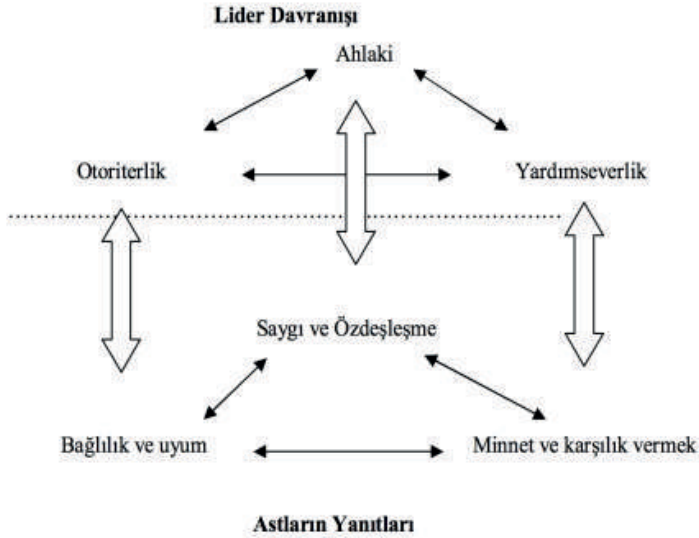 Lider Davranışı
Ahlaki
Otoriterlik
Yardımseverlik
Saygı ve Özdeşleşme
Bağlılık ve uyum
Minnet ve karşılık vermek
Astların Yanıtları